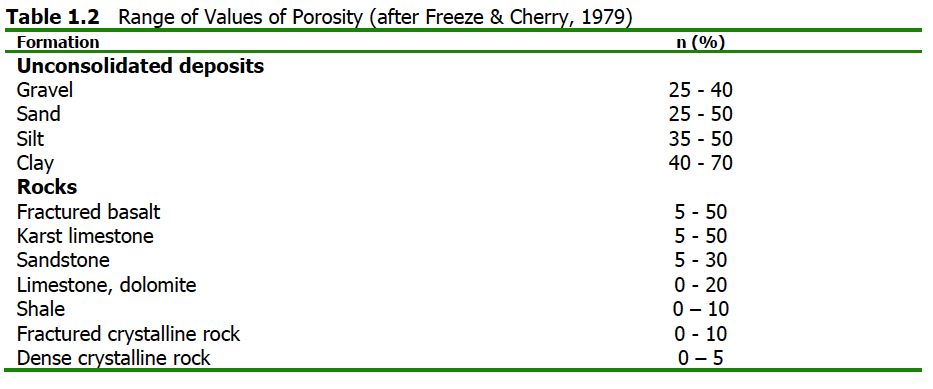 Table 1.2 Range of Values of Porosity (after Freeze & Cherry, 1979)
Formation n (%)
Unconsolidated deposits
Gravel 25 - 40
Sand 25 - 50
Silt 35 - 50
Clay 40 - 70
Rocks
Fractured basalt 5 - 50
Karst limestone 5 - 50
Sandstone 5 - 30
Limestone, dolomite 0 - 20
Shale 0 – 10
Fractured crystalline rock 0 - 10
Dense crystalline rock 0 – 5